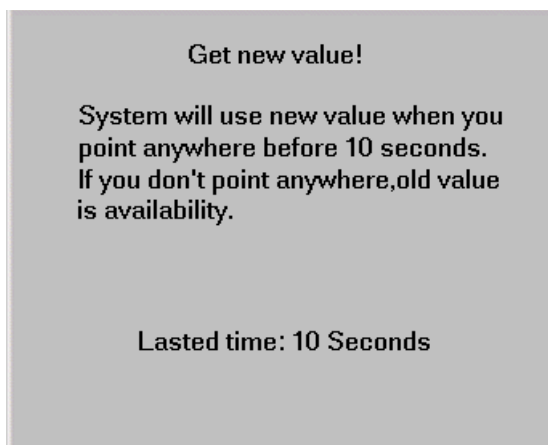 Get new value!
System will use new value when you
point anywhere before 10 seconds.
If you don't point anywhere,old value
is availability.
Lasted time: 10 Seconds